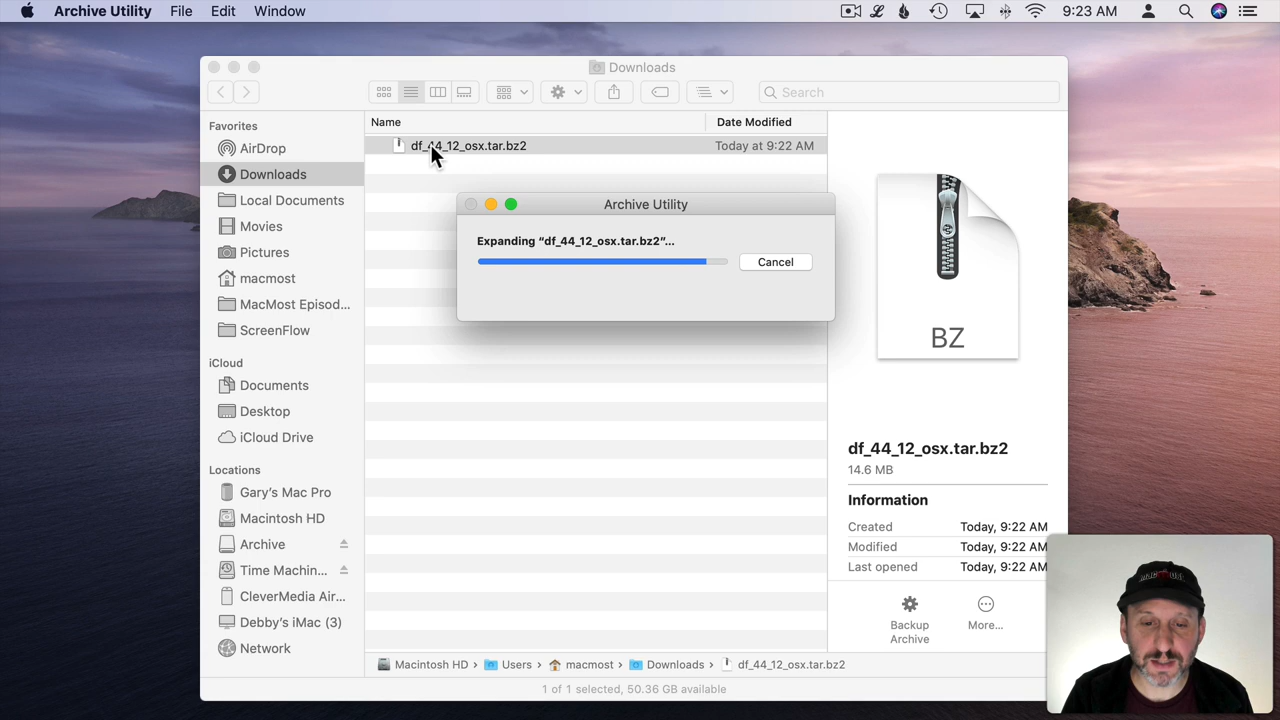 Archive Utility File Edit Window 9:23 AM
Downloads
Search
Favorites
AirDrop
Downloads
Local Documents
Movies
Pictures
macmost
MacMost Episod...
ScreenFlow
iCloud
Documents
Desktop
iCloud Drive
Locations
Gary's Mac Pro
Macintosh HD
Archive
Time Machin...
CleverMedia Air...
Debby's iMac (3)
Network
Name Date Modified
df_44_12_osx.tar.bz2 Today at 9:22 AM
Archive Utility
Expanding “df_44_12_osx.tar.bz2”...
Cancel
BZ
df_44_12_osx.tar.bz2
14.6 MB
Information
Created Today, 9:22 AM
Modified Today, 9:22 AM
Last opened Today, 9:22 AM
Backup
Archive
More...
Macintosh HD › Users › macmost › Downloads › df_44_12_osx.tar.bz2
1 of 1 selected, 50.36 GB available